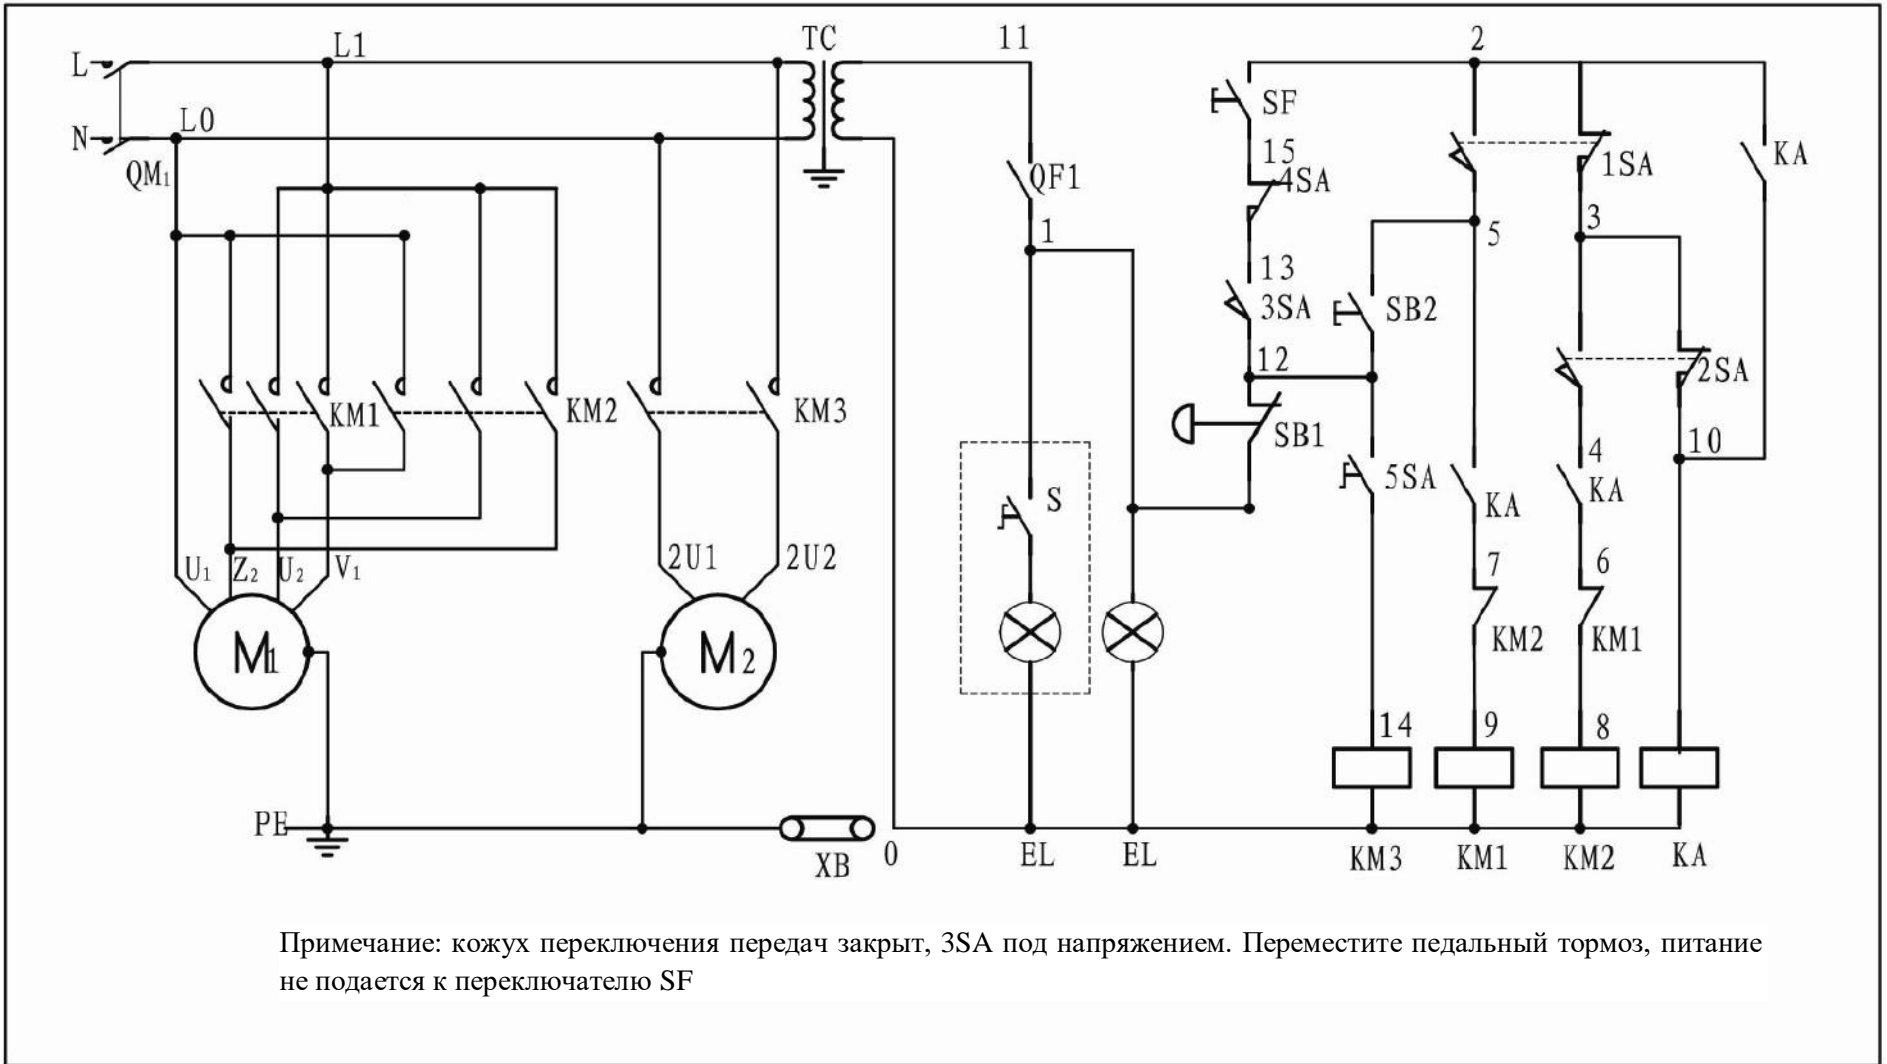 L
L1
TC
11
2
N
L0
QM1
SF
15
4SA
1SA
KA
QF1
1
3
5
13
3SA
SB2
12
2SA
KM1
KM2
KM3
SB1
10
4
5SA
KA
KA
S
U1
Z2
U2
V1
2U1
2U2
7
6
KM2
KM1
M1
M2
14
9
8
PE
XB
0
EL
EL
KM3
KM1
KM2
KA
Примечание: кожух переключения передач закрыт, 3SA под напряжением. Переместите педальный тормоз, питание
не подается к переключателю SF